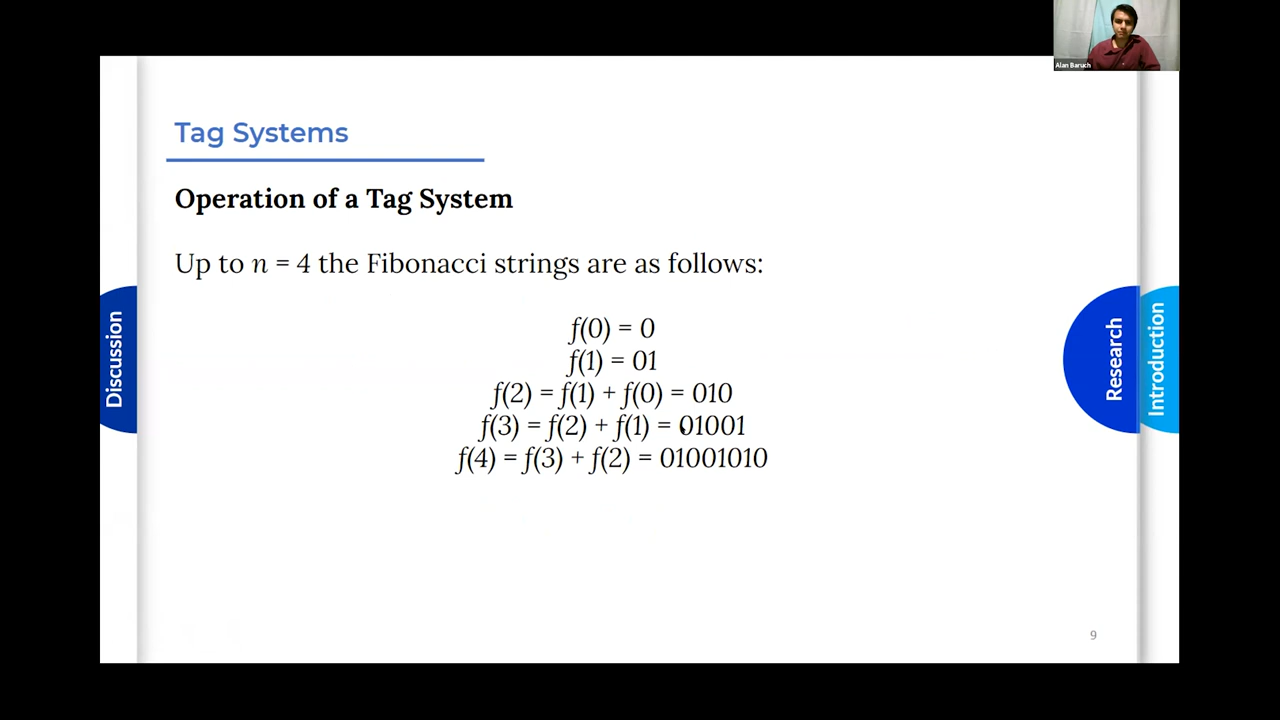 Alan Baruch
Tag Systems
Operation of a Tag System
Up to n = 4 the Fibonacci strings are as follows:
f(0) = 0
f(1) = 01
f(2) = f(1) + f(0) = 010
f(3) = f(2) + f(1) = 01001
f(4) = f(3) + f(2) = 01001010
Discussion
Research
Introduction
9